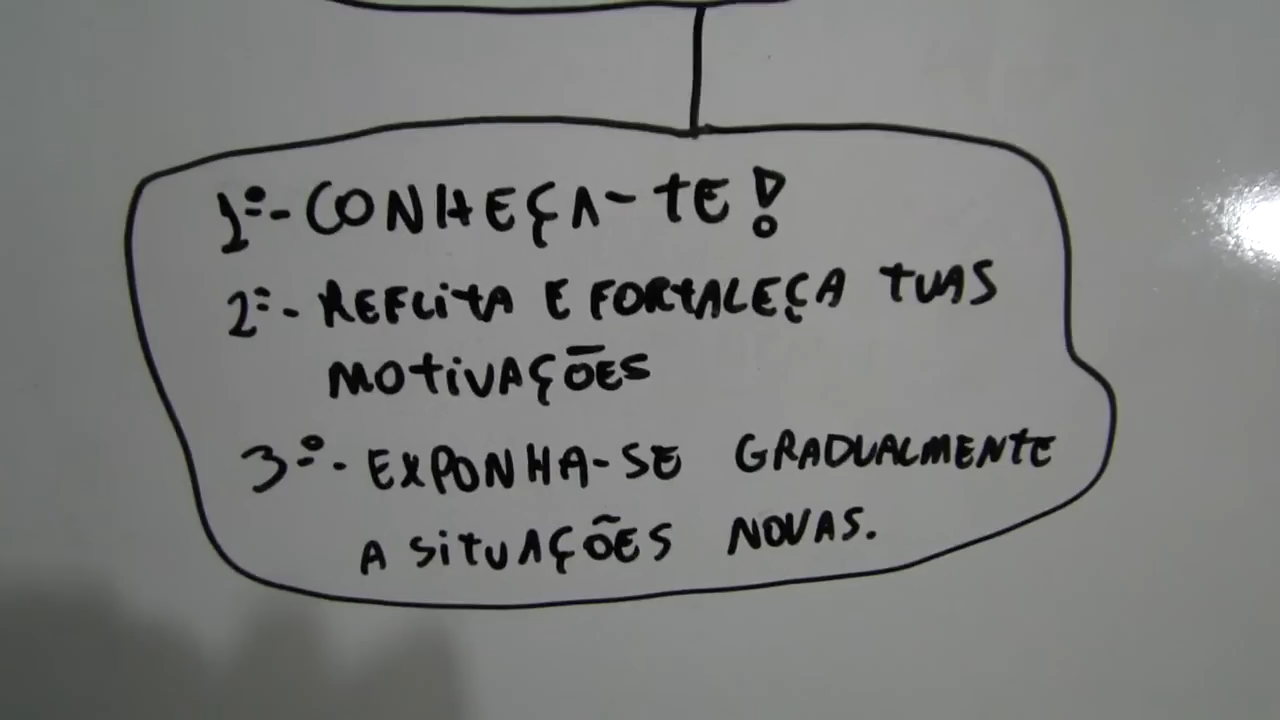 1º- CONHEÇA-TE!
2º- REFLITA E FORTALEÇA TUAS
MOTIVAÇÕES
3º- EXPONHA-SE GRADUALMENTE
A SITUAÇÕES NOVAS.